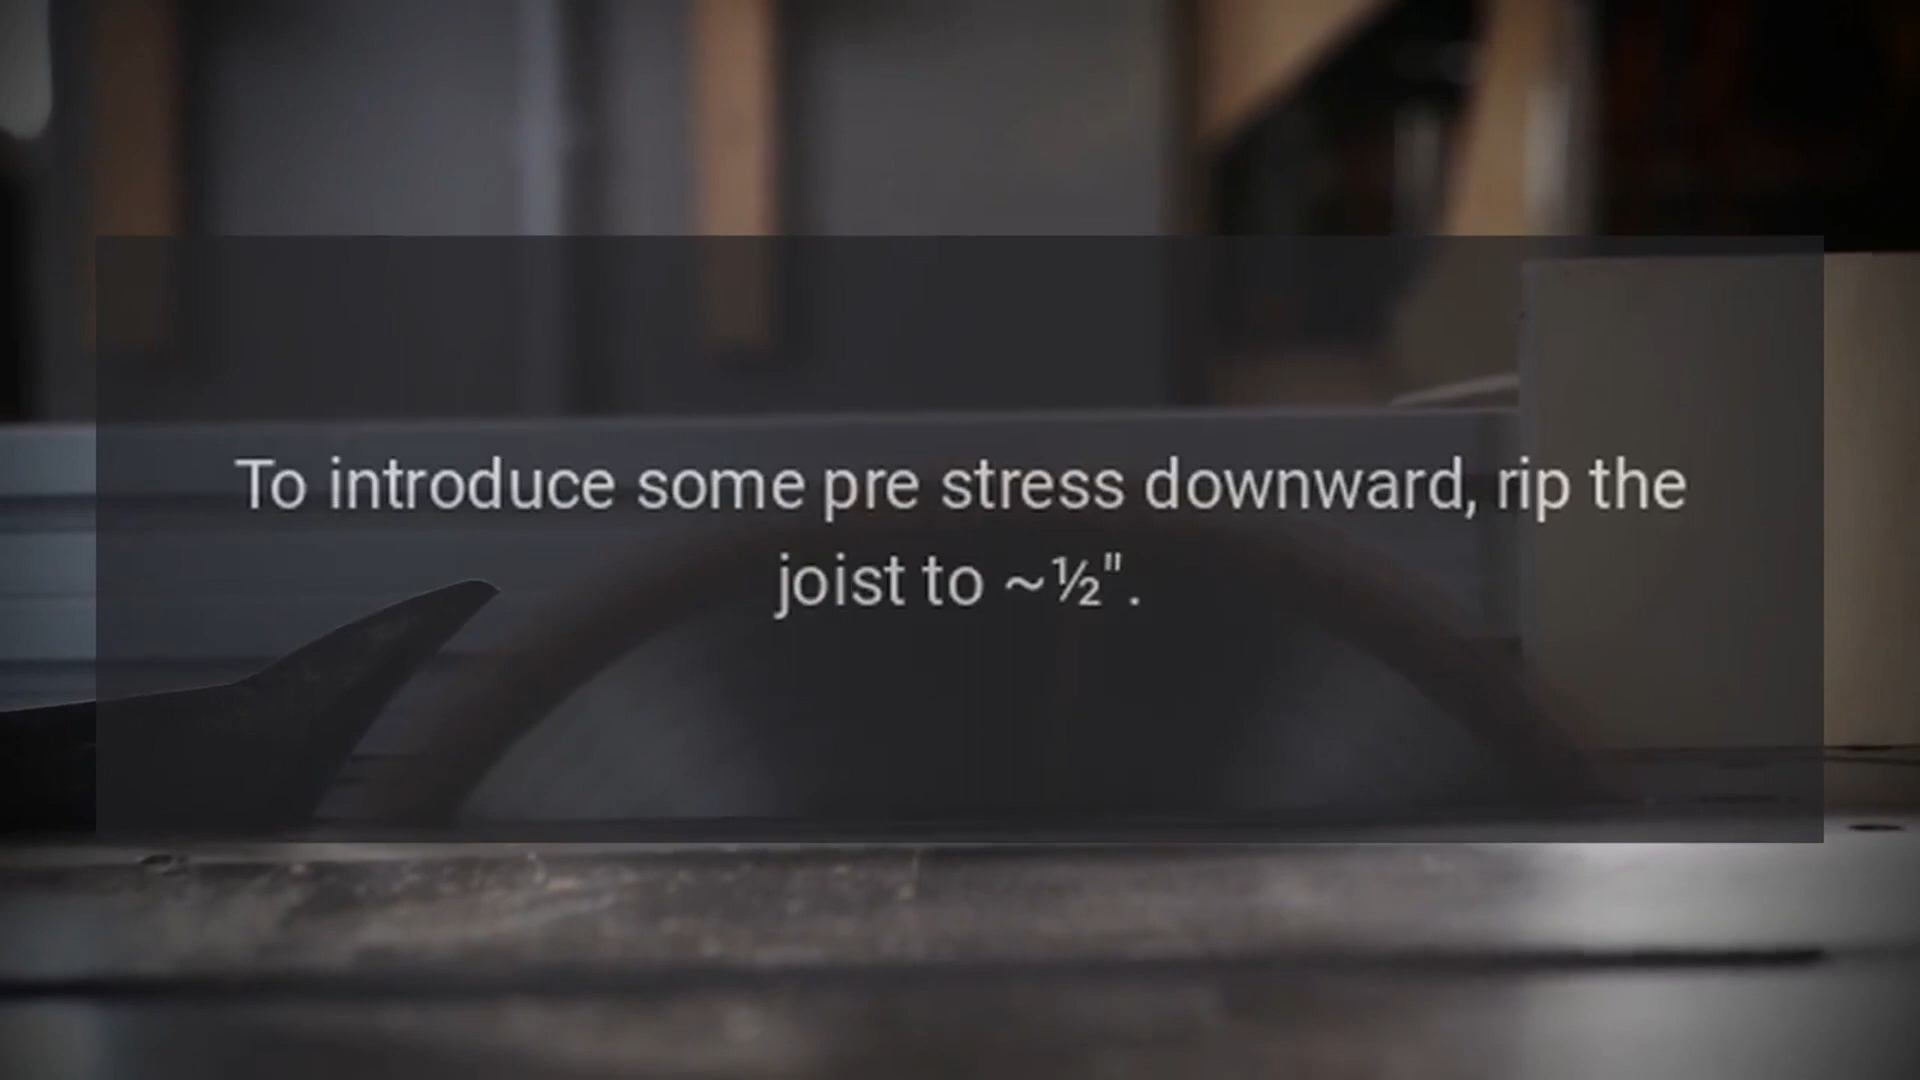 To introduce some pre stress downward, rip the
joist to ~½".